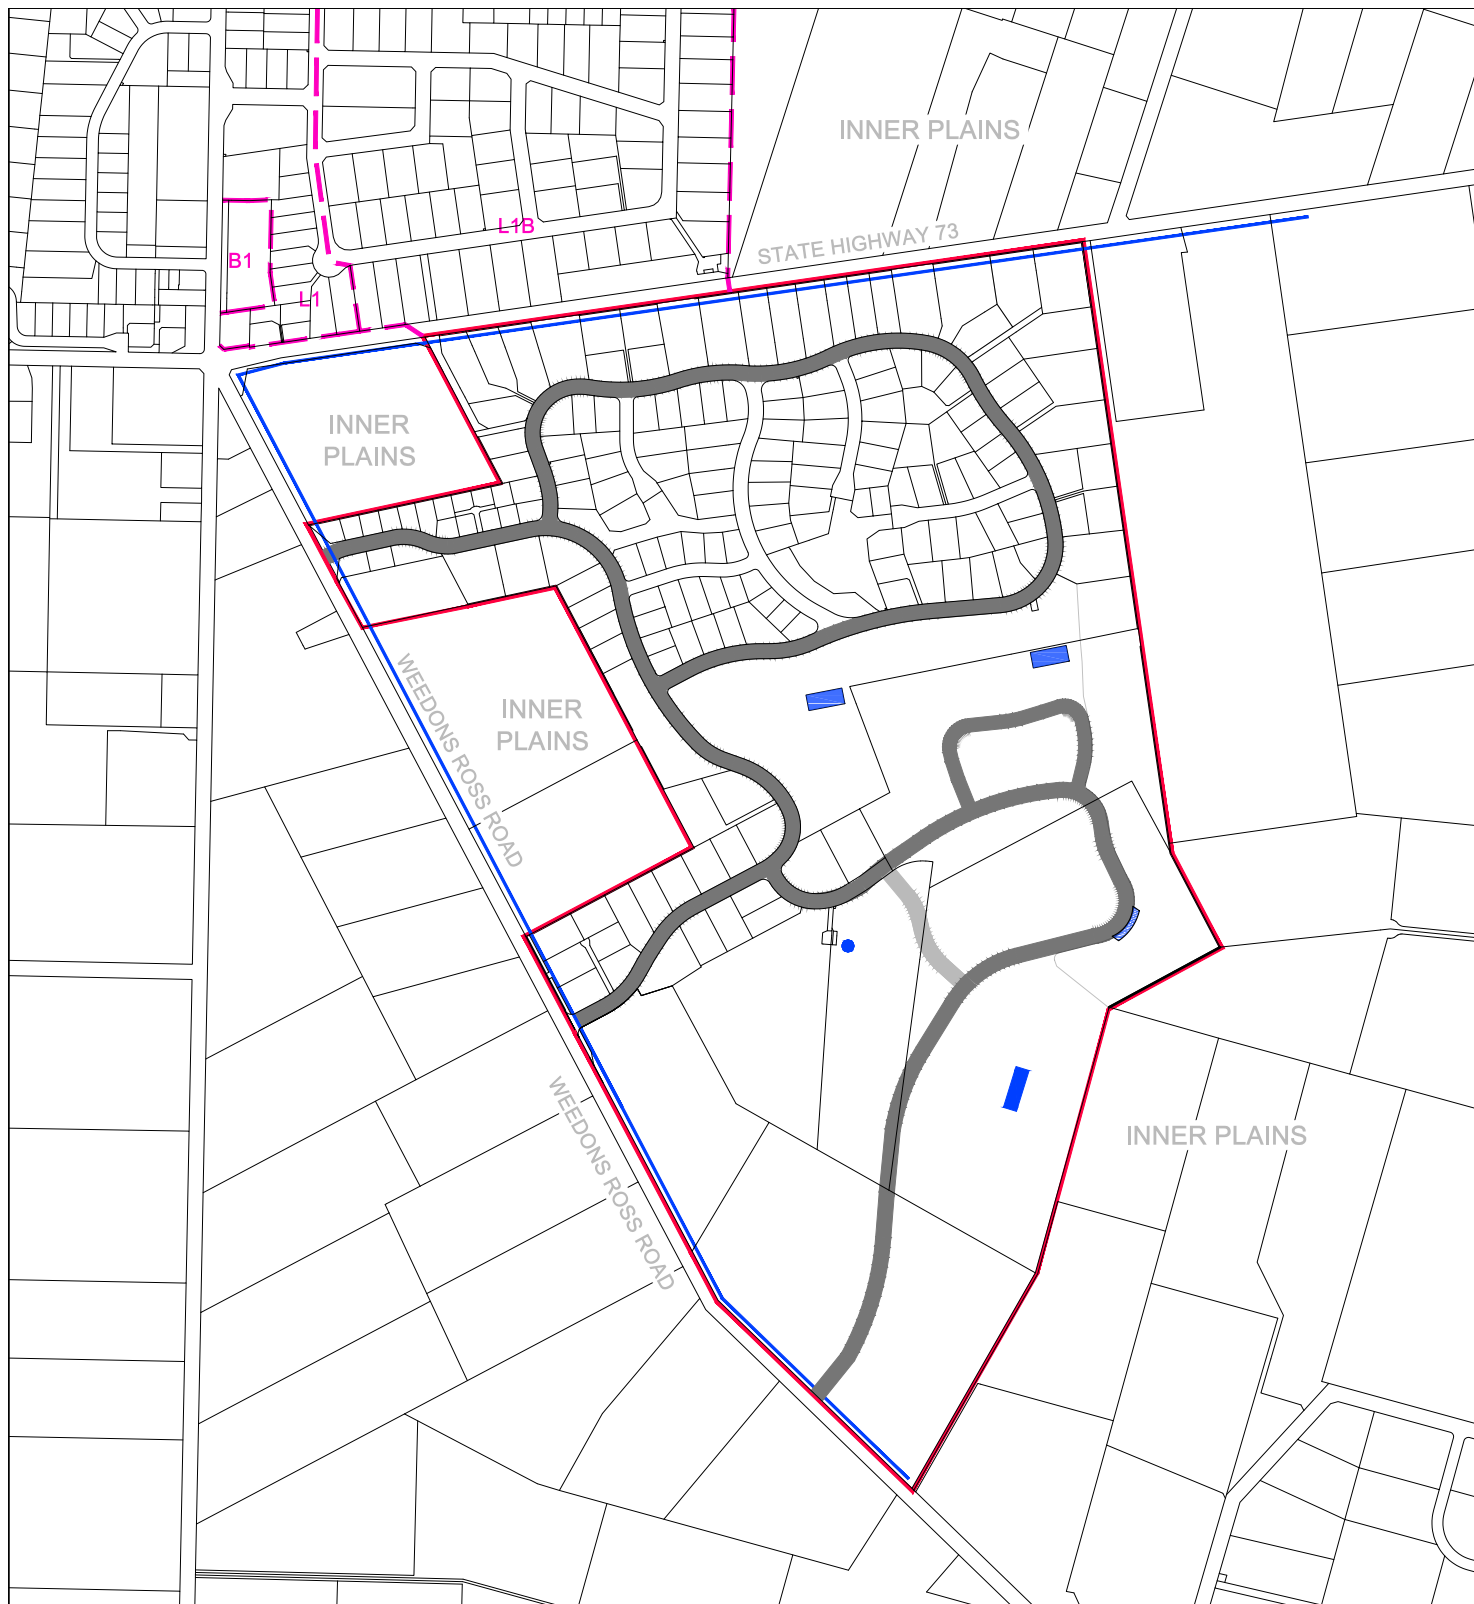 INNER PLAINS
L1B
STATE HIGHWAY 73
B1
L1
INNER
PLAINS
WEEDONS ROSS ROAD
INNER
PLAINS
WEEDONS ROSS ROAD
INNER PLAINS